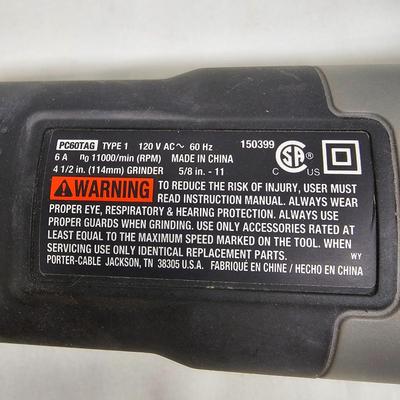 PC60TAG TYPE 1 120 V AC~ 60 Hz
6 A n0 11000/min (RPM) MADE IN CHINA 150399
4 1/2 in. (114mm) GRINDER 5/8 in. - 11
CSA C US
WARNING TO REDUCE THE RISK OF INJURY, USER MUST
READ INSTRUCTION MANUAL. ALWAYS WEAR
PROPER EYE, RESPIRATORY & HEARING PROTECTION. ALWAYS USE
PROPER GUARDS WHEN GRINDING. USE ONLY ACCESSORIES RATED AT
LEAST EQUAL TO THE MAXIMUM SPEED MARKED ON THE TOOL. WHEN
SERVICING USE ONLY IDENTICAL REPLACEMENT PARTS. WY
PORTER-CABLE JACKSON, TN 38305 U.S.A. FABRIQUÉ EN CHINE / HECHO EN CHINA